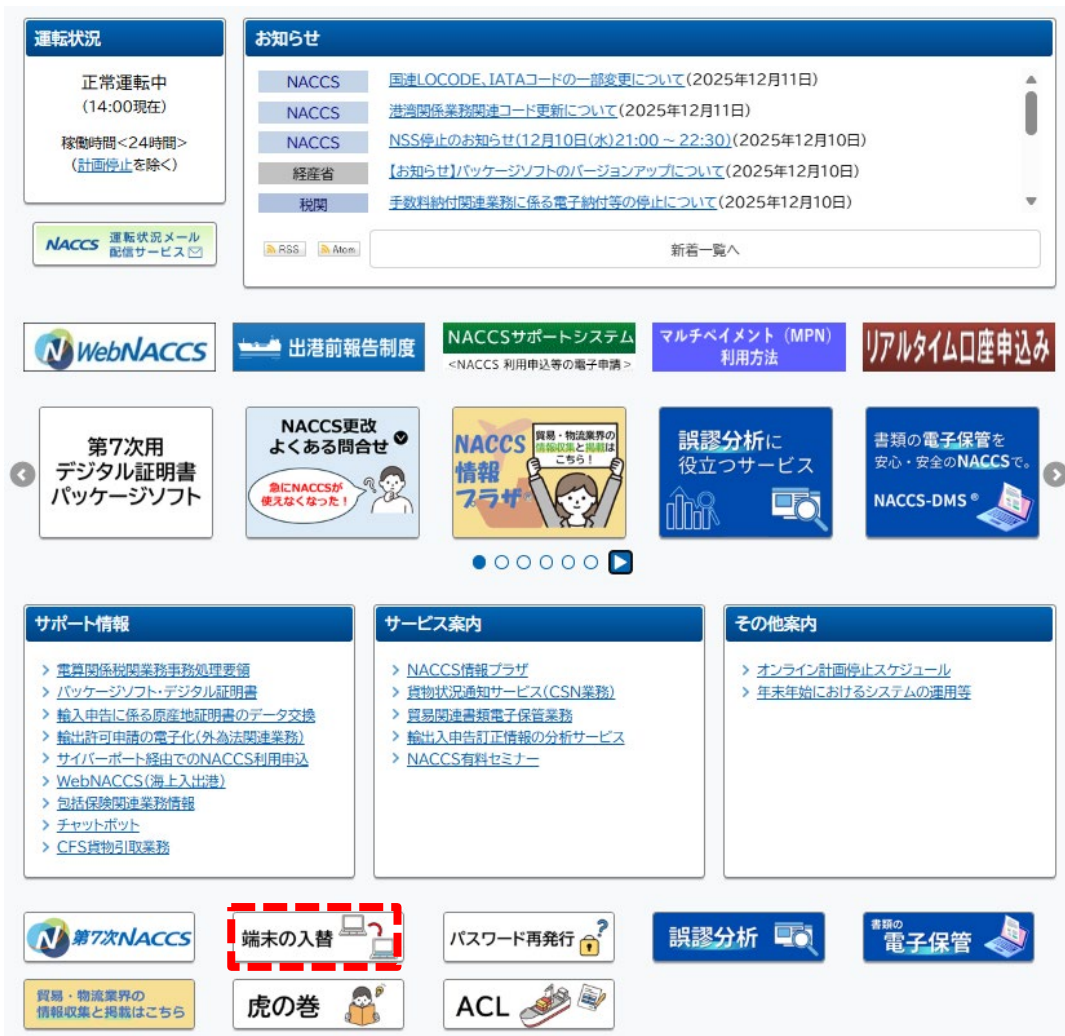 運転状況
正常運転中
(14:00現在)
稼働時間<24時間>
(計画停止を除く)
NACCS 運転状況メール
配信サービス
お知らせ
NACCS 国連LOCODE、IATAコードの一部変更について(2025年12月11日)
NACCS 港湾関係業務関連コード更新について(2025年12月11日)
NACCS NSS停止のお知らせ(12月10日(水)21:00 ~ 22:30)(2025年12月10日)
経産省 【お知らせ】パッケージソフトのバージョンアップについて(2025年12月10日)
税関 手数料納付関連業務に係る電子納付等の停止について(2025年12月10日)
RSS Atom 新着一覧へ
WebNACCS
出港前報告制度
NACCSサポートシステム
<NACCS 利用申込等の電子申請>
マルチペイメント (MPN)
利用方法
リアルタイム口座申込み
第7次用
デジタル証明書
パッケージソフト
NACCS更改
よくある問合せ
急にNACCSが
使えなくなった!
NACCS
情報
プラザ®
貿易・物流業界の
情報収集と掲載は
こちら!
誤謬分析に
役立つサービス
書類の電子保管を
安心・安全のNACCSで。
NACCS-DMS®
サポート情報
> 電算関係税関業務事務処理要領
> パッケージソフト・デジタル証明書
> 輸入申告に係る原産地証明書のデータ交換
> 輸出許可申請の電子化(外為法関連業務)
> サイバーポート経由でのNACCS利用申込
> WebNACCS(海上入出港)
> 包括保険関連業務情報
> チャットボット
> CFS貨物引取業務
サービス案内
> NACCS情報プラザ
> 貨物状況通知サービス(CSN業務)
> 貿易関連書類電子保管業務
> 輸出入申告訂正情報の分析サービス
> NACCS有料セミナー
その他案内
> オンライン計画停止スケジュール
> 年末年始におけるシステムの運用等
第7次NACCS
端末の入替
パスワード再発行
誤謬分析
書類の
電子保管
貿易・物流業界の
情報収集と掲載はこちら
虎の巻
ACL